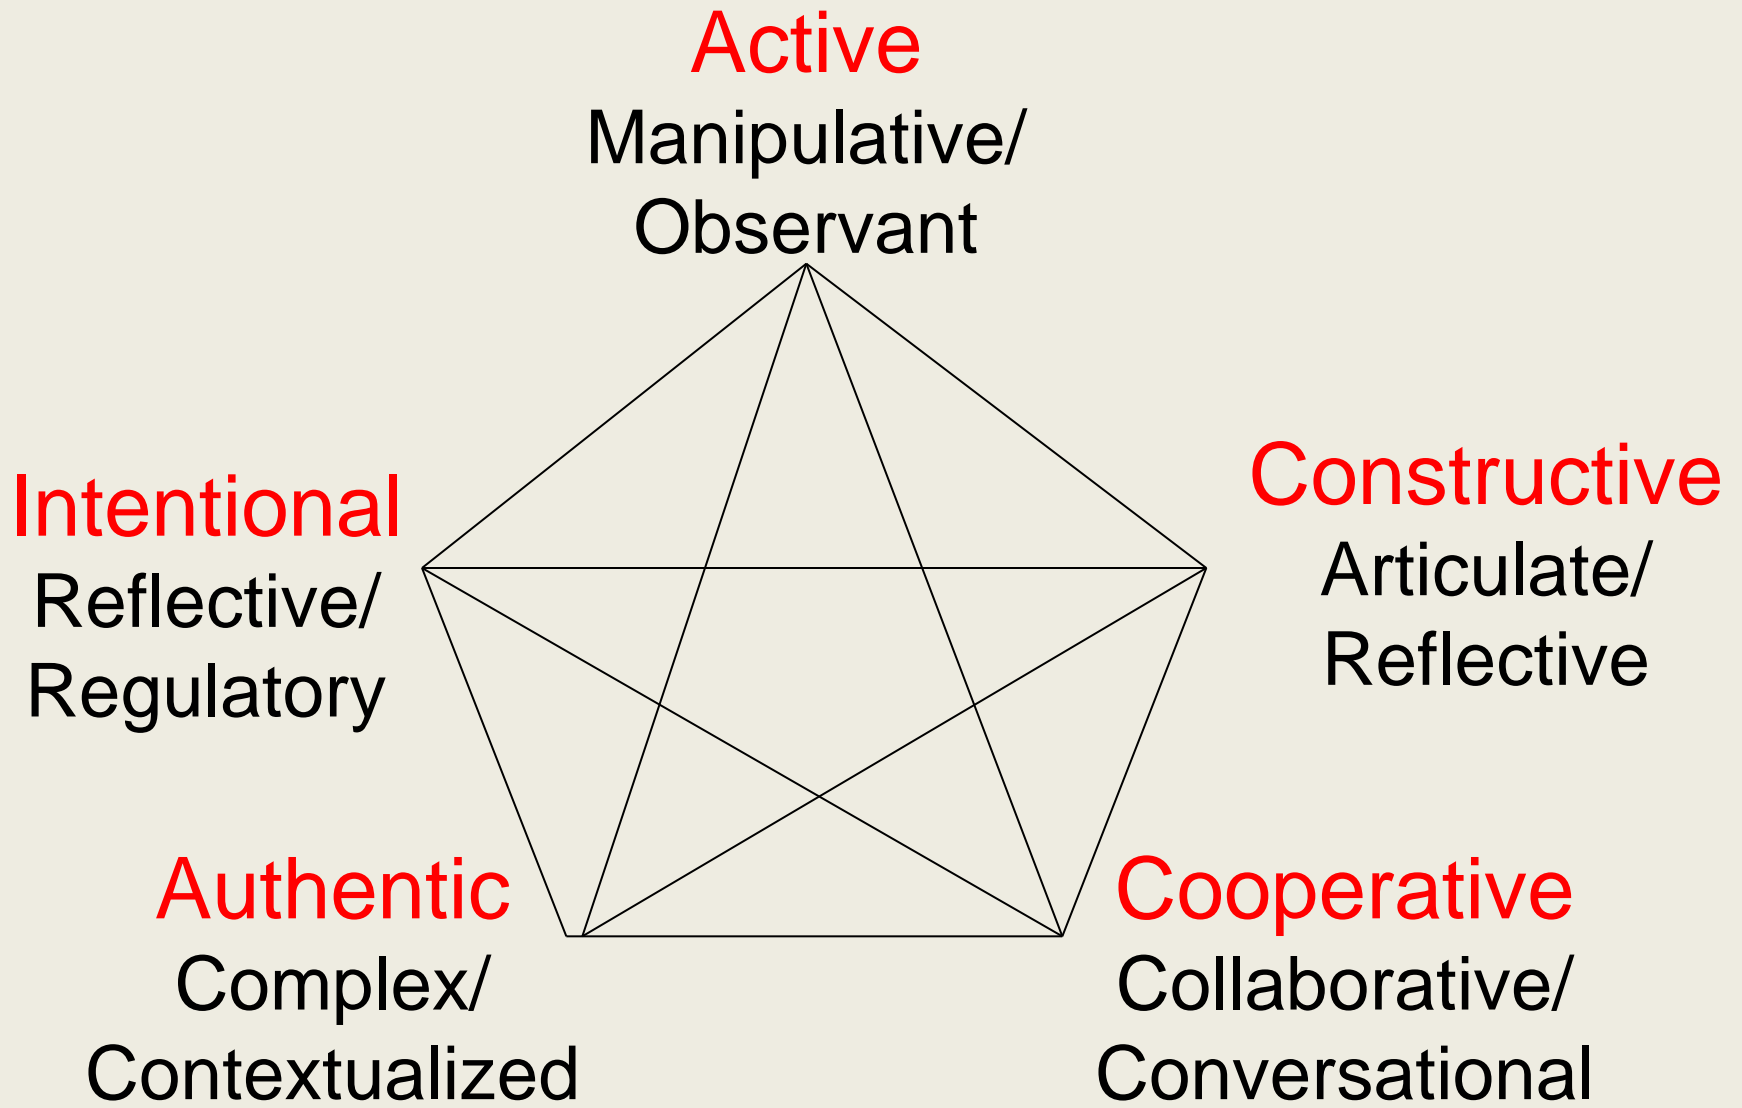 Active
Manipulative/
Observant
Intentional
Reflective/
Regulatory
Constructive
Articulate/
Reflective
Authentic
Complex/
Contextualized
Cooperative
Collaborative/
Conversational